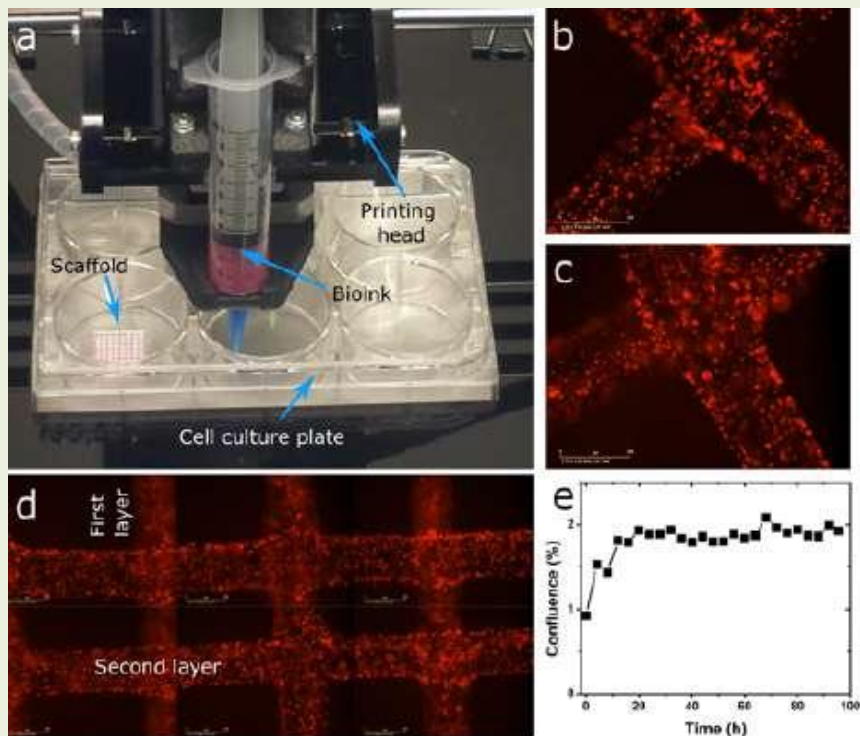 a
Printing
head
Scaffold
Bioink
Cell culture plate
b
c
d
First
layer
Second layer
e
Confluence (%)
2
1
0
0
20
40
60
80
100
Time (h)